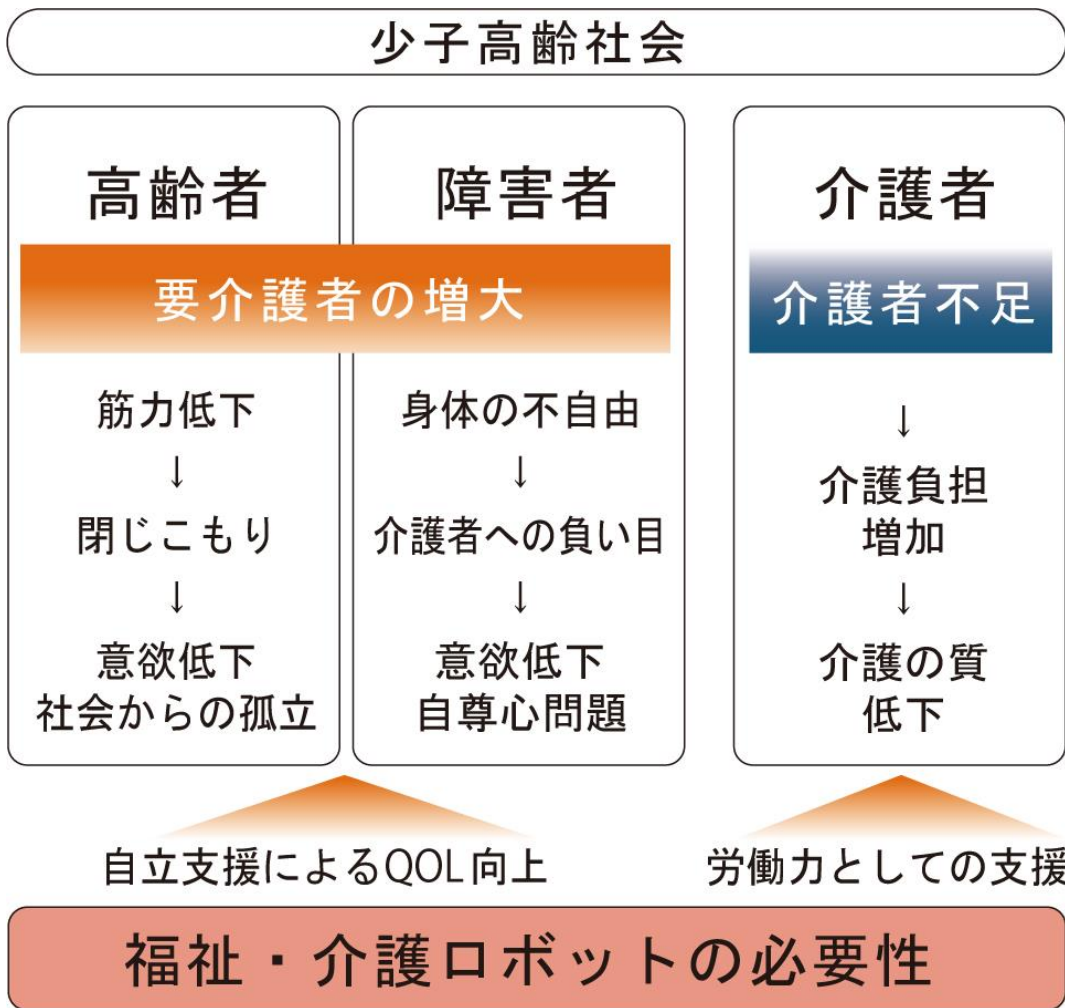 少子高齢社会
高齢者
障害者
要介護者の増大
筋力低下
↓
閉じこもり
↓
意欲低下
社会からの孤立
身体の不自由
↓
介護者への負い目
↓
意欲低下
自尊心問題
介護者
介護者不足
↓
介護負担
増加
↓
介護の質
低下
自立支援によるQOL向上
労働力としての支援
福祉・介護ロボットの必要性